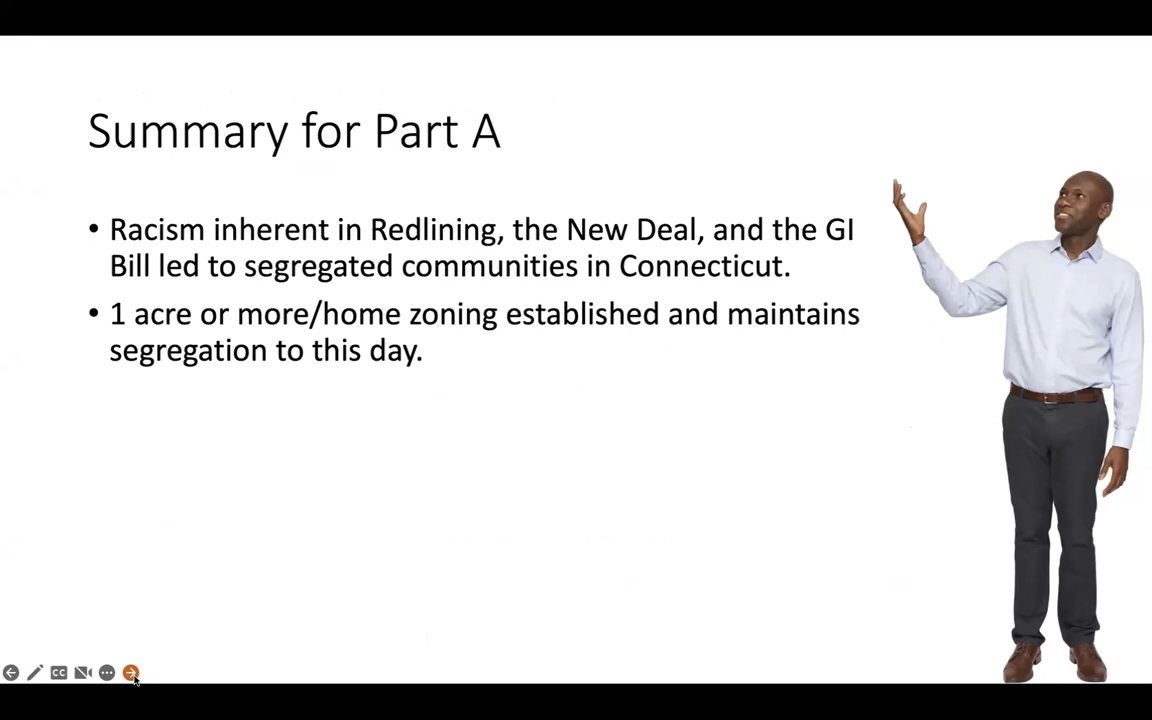 Summary for Part A
• Racism inherent in Redlining, the New Deal, and the GI
Bill led to segregated communities in Connecticut.
• 1 acre or more/home zoning established and maintains
segregation to this day.
CC